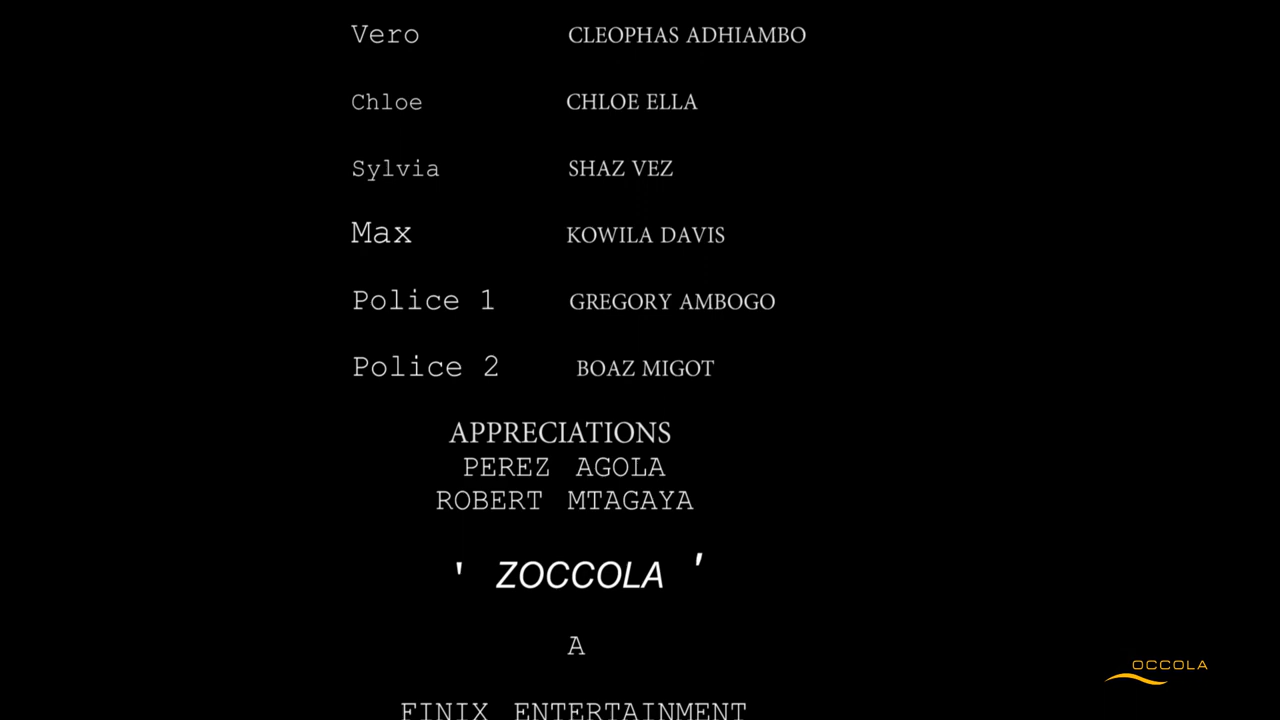 Vero CLEOPHAS ADHIAMBO
Chloe CHLOE ELLA
Sylvia SHAZ VEZ
Max KOWILA DAVIS
Police 1 GREGORY AMBOGO
Police 2 BOAZ MIGOT
APPRECIATIONS
PEREZ AGOLA
ROBERT MTAGAYA
' ZOCCOLA '
A
OCCOLA
FINIX ENTERTAINMENT